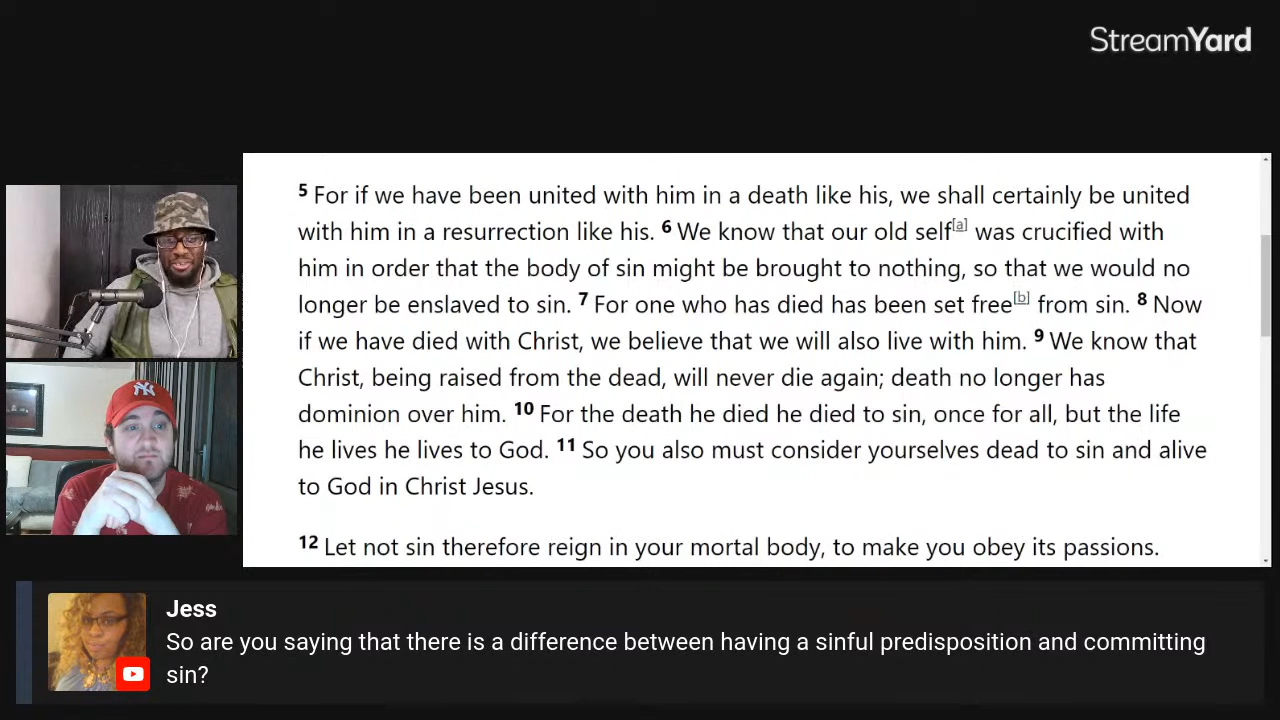 StreamYard
5 For if we have been united with him in a death like his, we shall certainly be united
with him in a resurrection like his. 6 We know that our old self[a] was crucified with
him in order that the body of sin might be brought to nothing, so that we would no
longer be enslaved to sin. 7 For one who has died has been set free[b] from sin. 8 Now
if we have died with Christ, we believe that we will also live with him. 9 We know that
Christ, being raised from the dead, will never die again; death no longer has
dominion over him. 10 For the death he died he died to sin, once for all, but the life
he lives he lives to God. 11 So you also must consider yourselves dead to sin and alive
to God in Christ Jesus.
12 Let not sin therefore reign in your mortal body, to make you obey its passions.
NY
Jess
So are you saying that there is a difference between having a sinful predisposition and committing
sin?